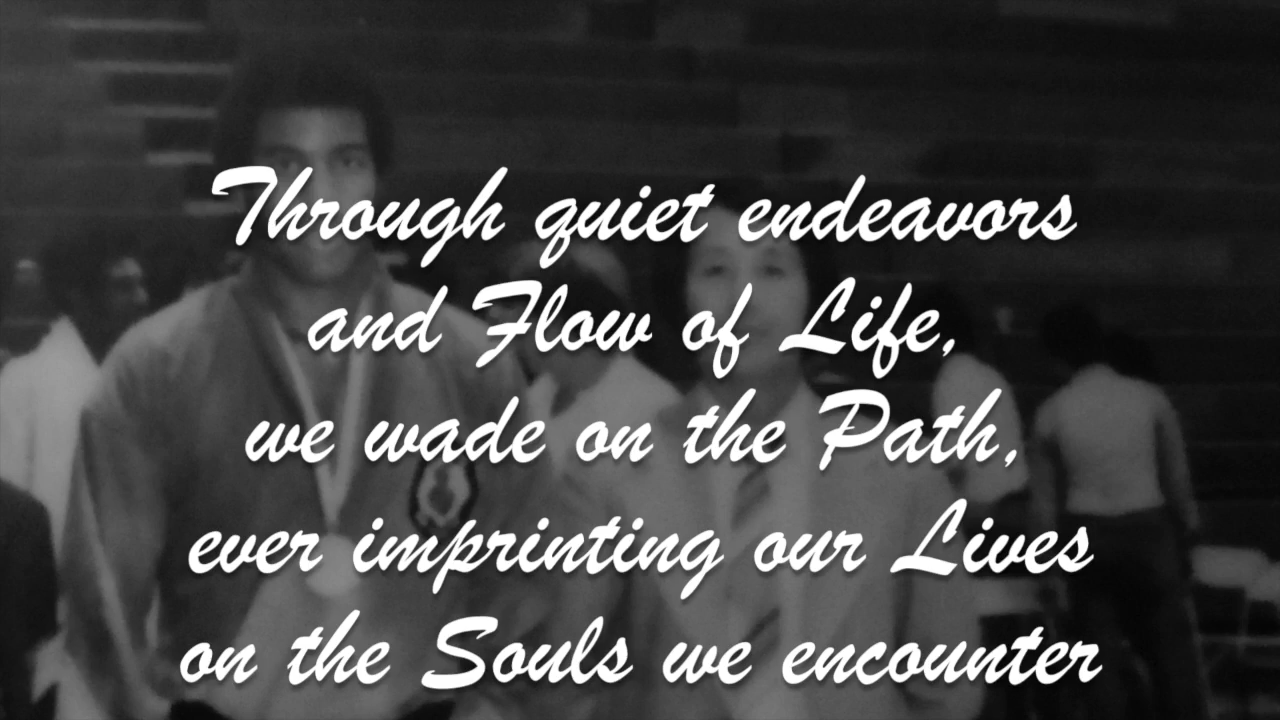 Through quiet endeavors
and Flow of Life,
we wade on the Path,
ever imprinting our Lives
on the Souls we encounter